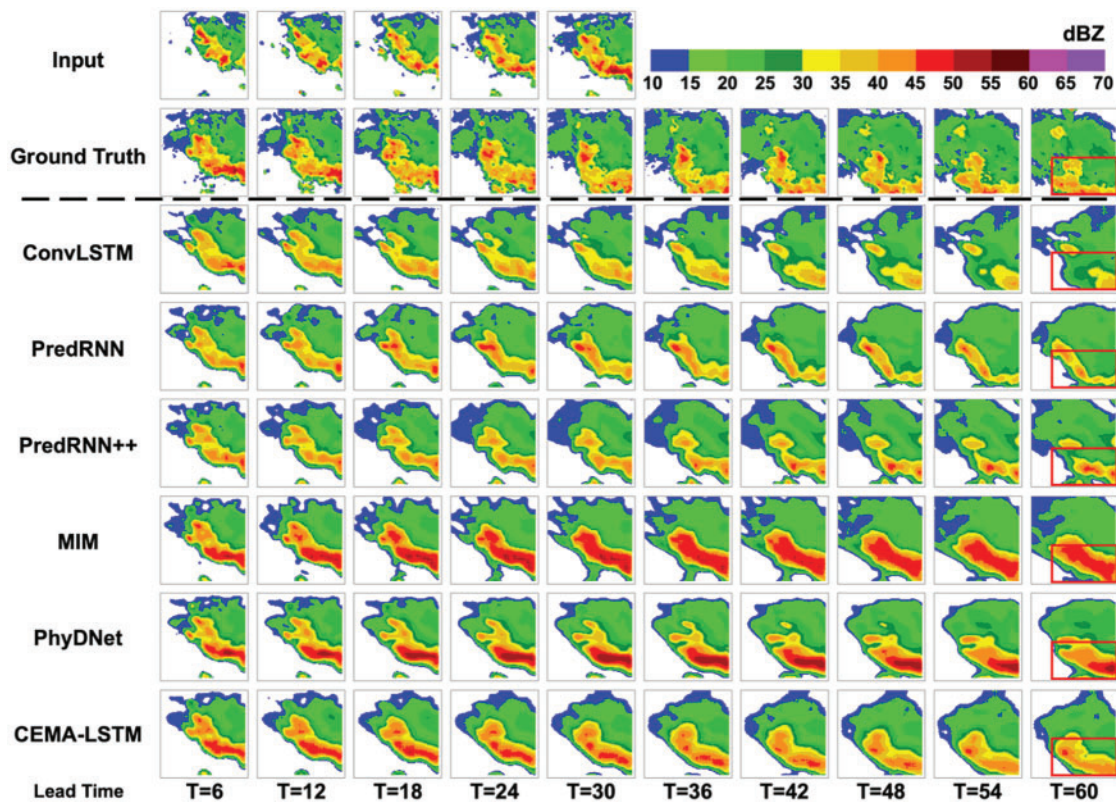 Input
dBZ
10 15 20 25 30 35 40 45 50 55 60 65 70
Ground Truth
ConvLSTM
PredRNN
PredRNN++
MIM
PhyDNet
CEMA-LSTM
Lead Time T=6 T=12 T=18 T=24 T=30 T=36 T=42 T=48 T=54 T=60